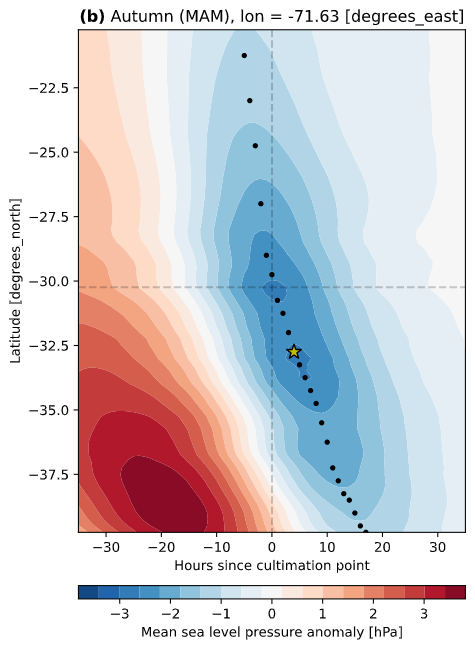 (b) Autumn (MAM), lon = -71.63 [degrees_east]
−22.5
−25.0
−27.5
−30.0
−32.5
−35.0
−37.5
Latitude [degrees_north]
−30 −20 −10 0 10 20 30
Hours since cultimation point
−3 −2 −1 0 1 2 3
Mean sea level pressure anomaly [hPa]